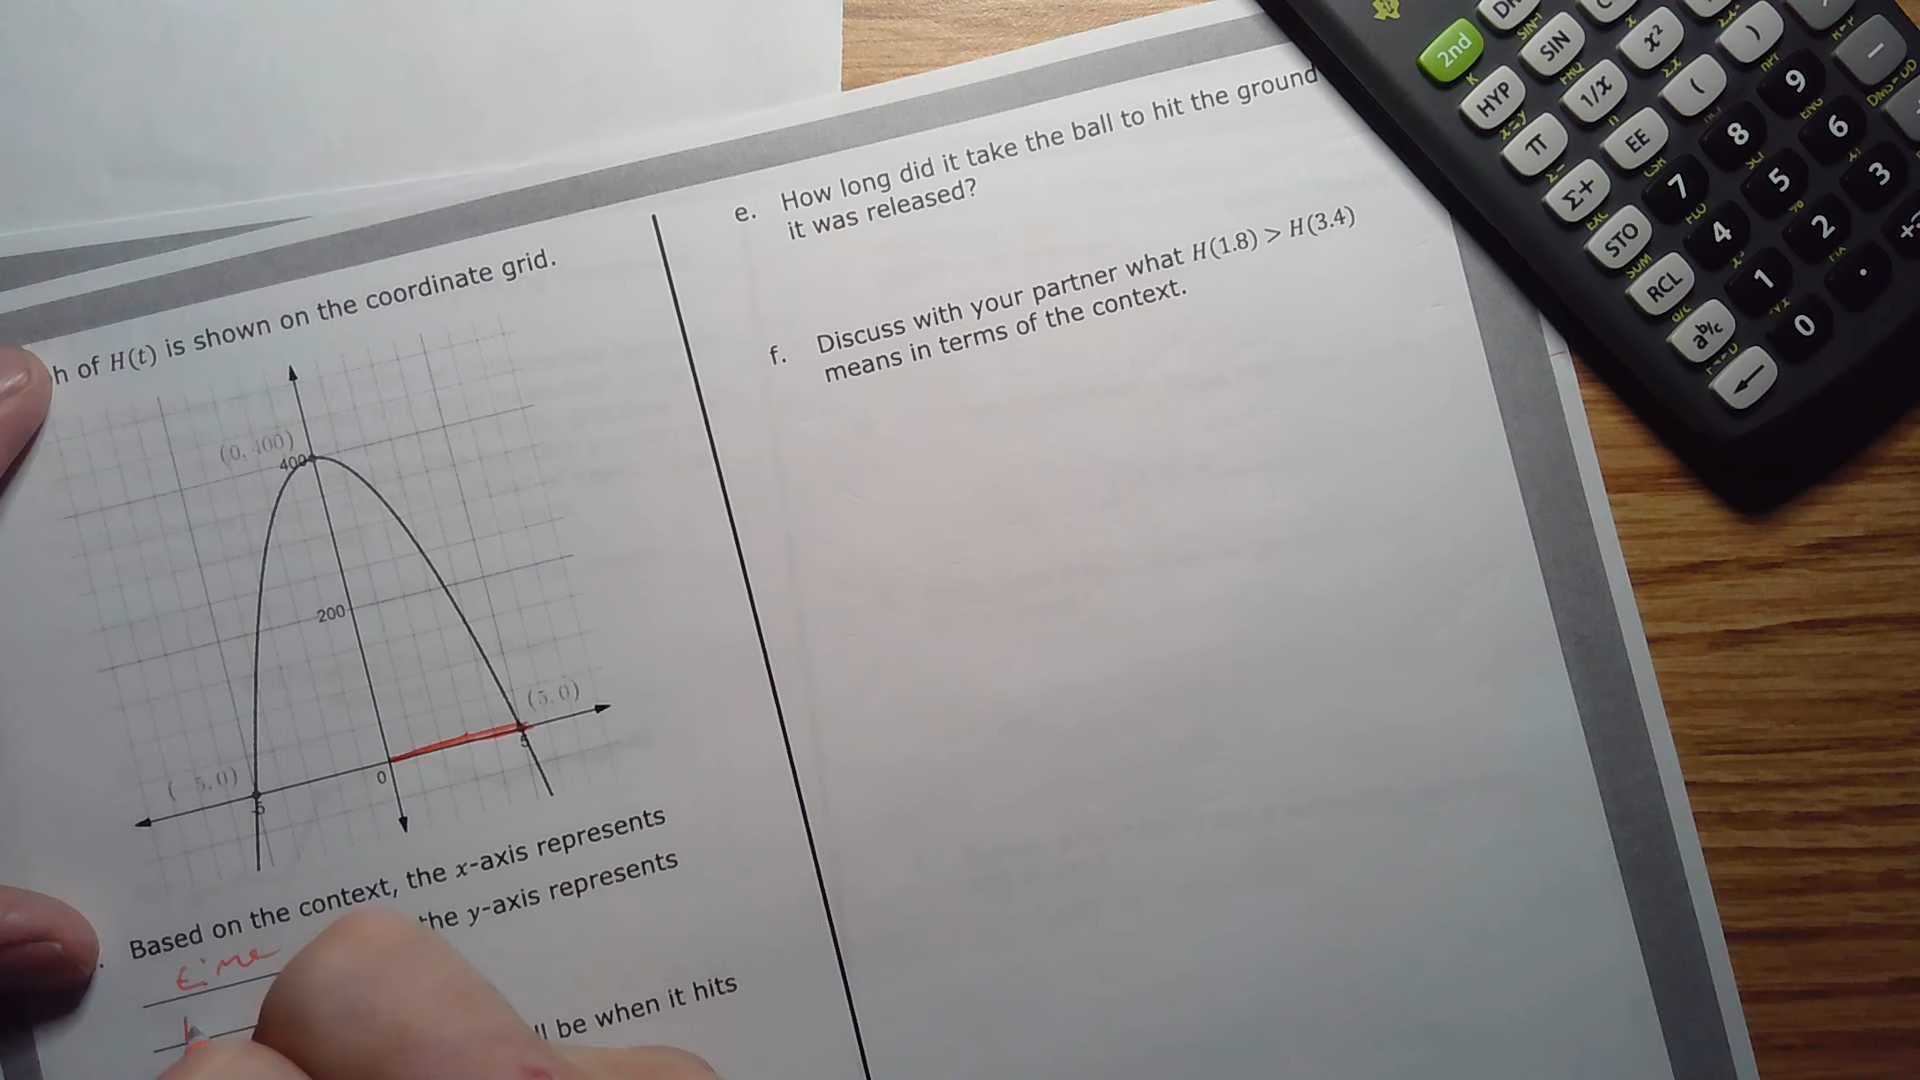 h of H(t) is shown on the coordinate grid.
(0, 400)
400
200
(5, 0)
5
0
(-5, 0)
-5
Based on the context, the x-axis represents
time
the y-axis represents
ll be when it hits
e. How long did it take the ball to hit the ground
it was released?
f. Discuss with your partner what H(1.8) > H(3.4)
means in terms of the context.
2nd
SIN
x²
)
−
HYP
1/x
(
9
π
EE
8
6
Σ+
7
5
3
STO
4
2
RCL
1
.
ab/c
0
←